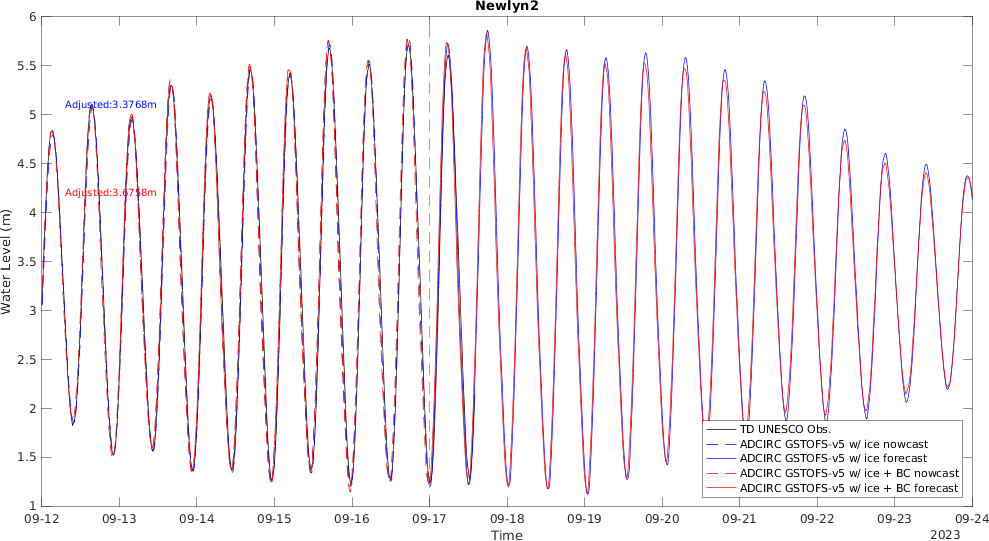 Newlyn2
6
5.5
5
4.5
4
3.5
3
2.5
2
1.5
1
Water Level (m)
Adjusted:3.3768m
Adjusted:3.6758m
TD UNESCO Obs.
ADCIRC GSTOFS-v5 w/ ice nowcast
ADCIRC GSTOFS-v5 w/ ice forecast
ADCIRC GSTOFS-v5 w/ ice + BC nowcast
ADCIRC GSTOFS-v5 w/ ice + BC forecast
09-12 09-13 09-14 09-15 09-16 09-17 09-18 09-19 09-20 09-21 09-22 09-23 09-24
Time
2023